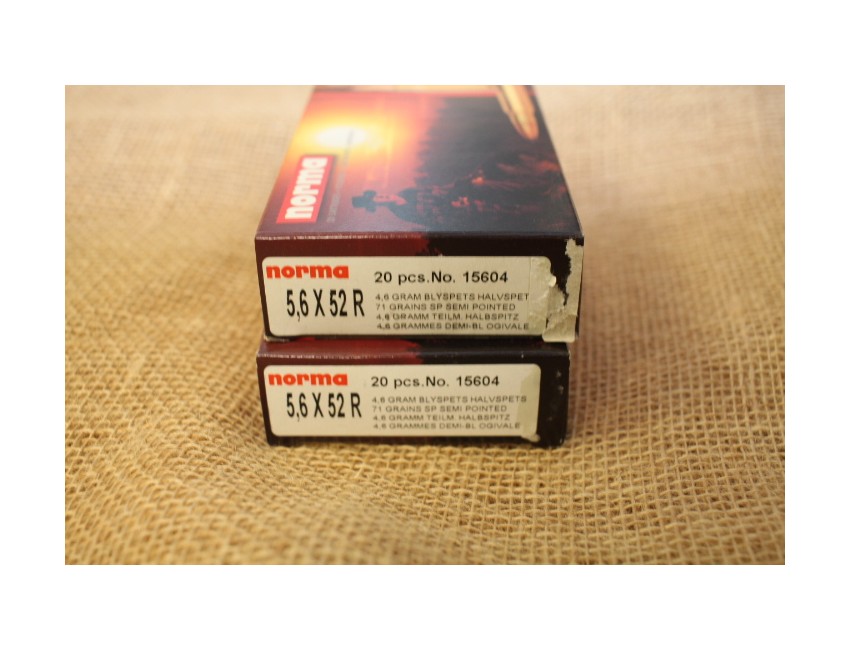 norma
norma 20 pcs.No. 15604
5,6 X 52 R
4,6 GRAM BLYSPETS HALVSPET
71 GRAINS SP SEMI POINTED
4,6 GRAMM TEILM. HALBSPITZ
4,6 GRAMMES DEMI-BL OGIVALE
norma 20 pcs.No. 15604
5,6 X 52 R
4,6 GRAM BLYSPETS HALVSPETS
71 GRAINS SP SEMI POINTED
4,6 GRAMM TEILM. HALBSPITZ
4,6 GRAMMES DEMI-BL OGIVALE